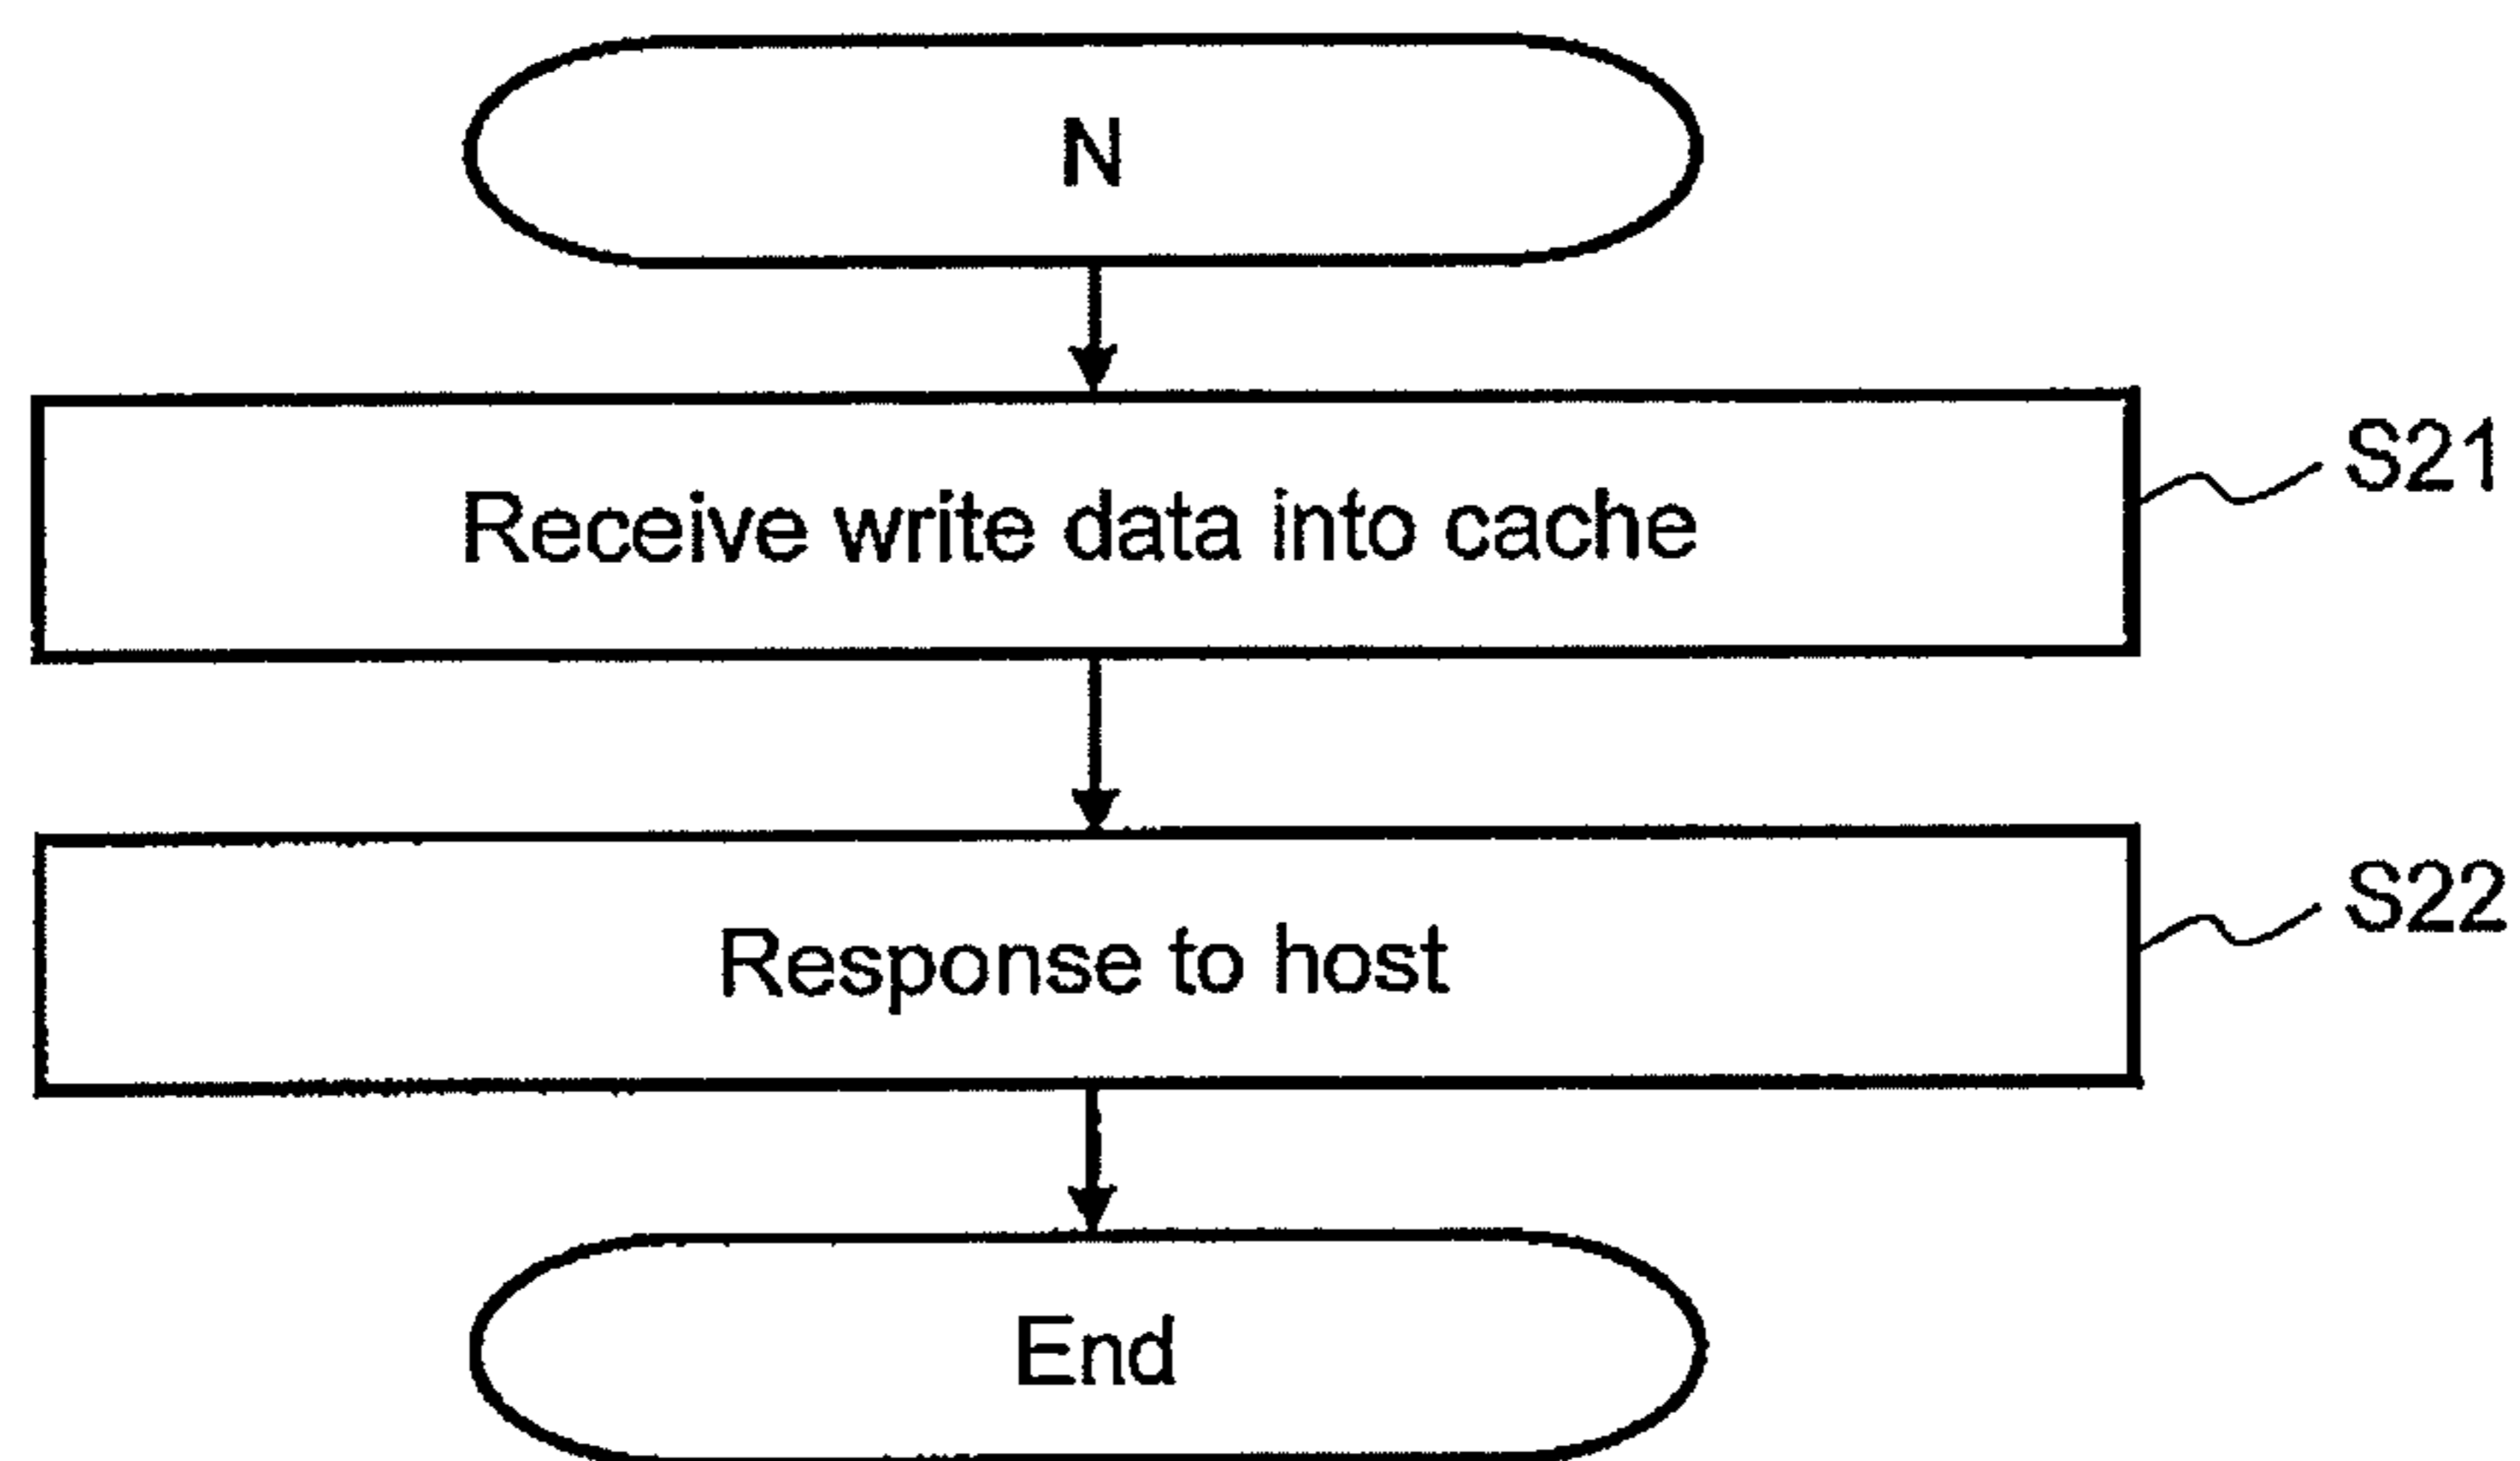 N
Receive write data into cache
S21
Response to host
S22
End